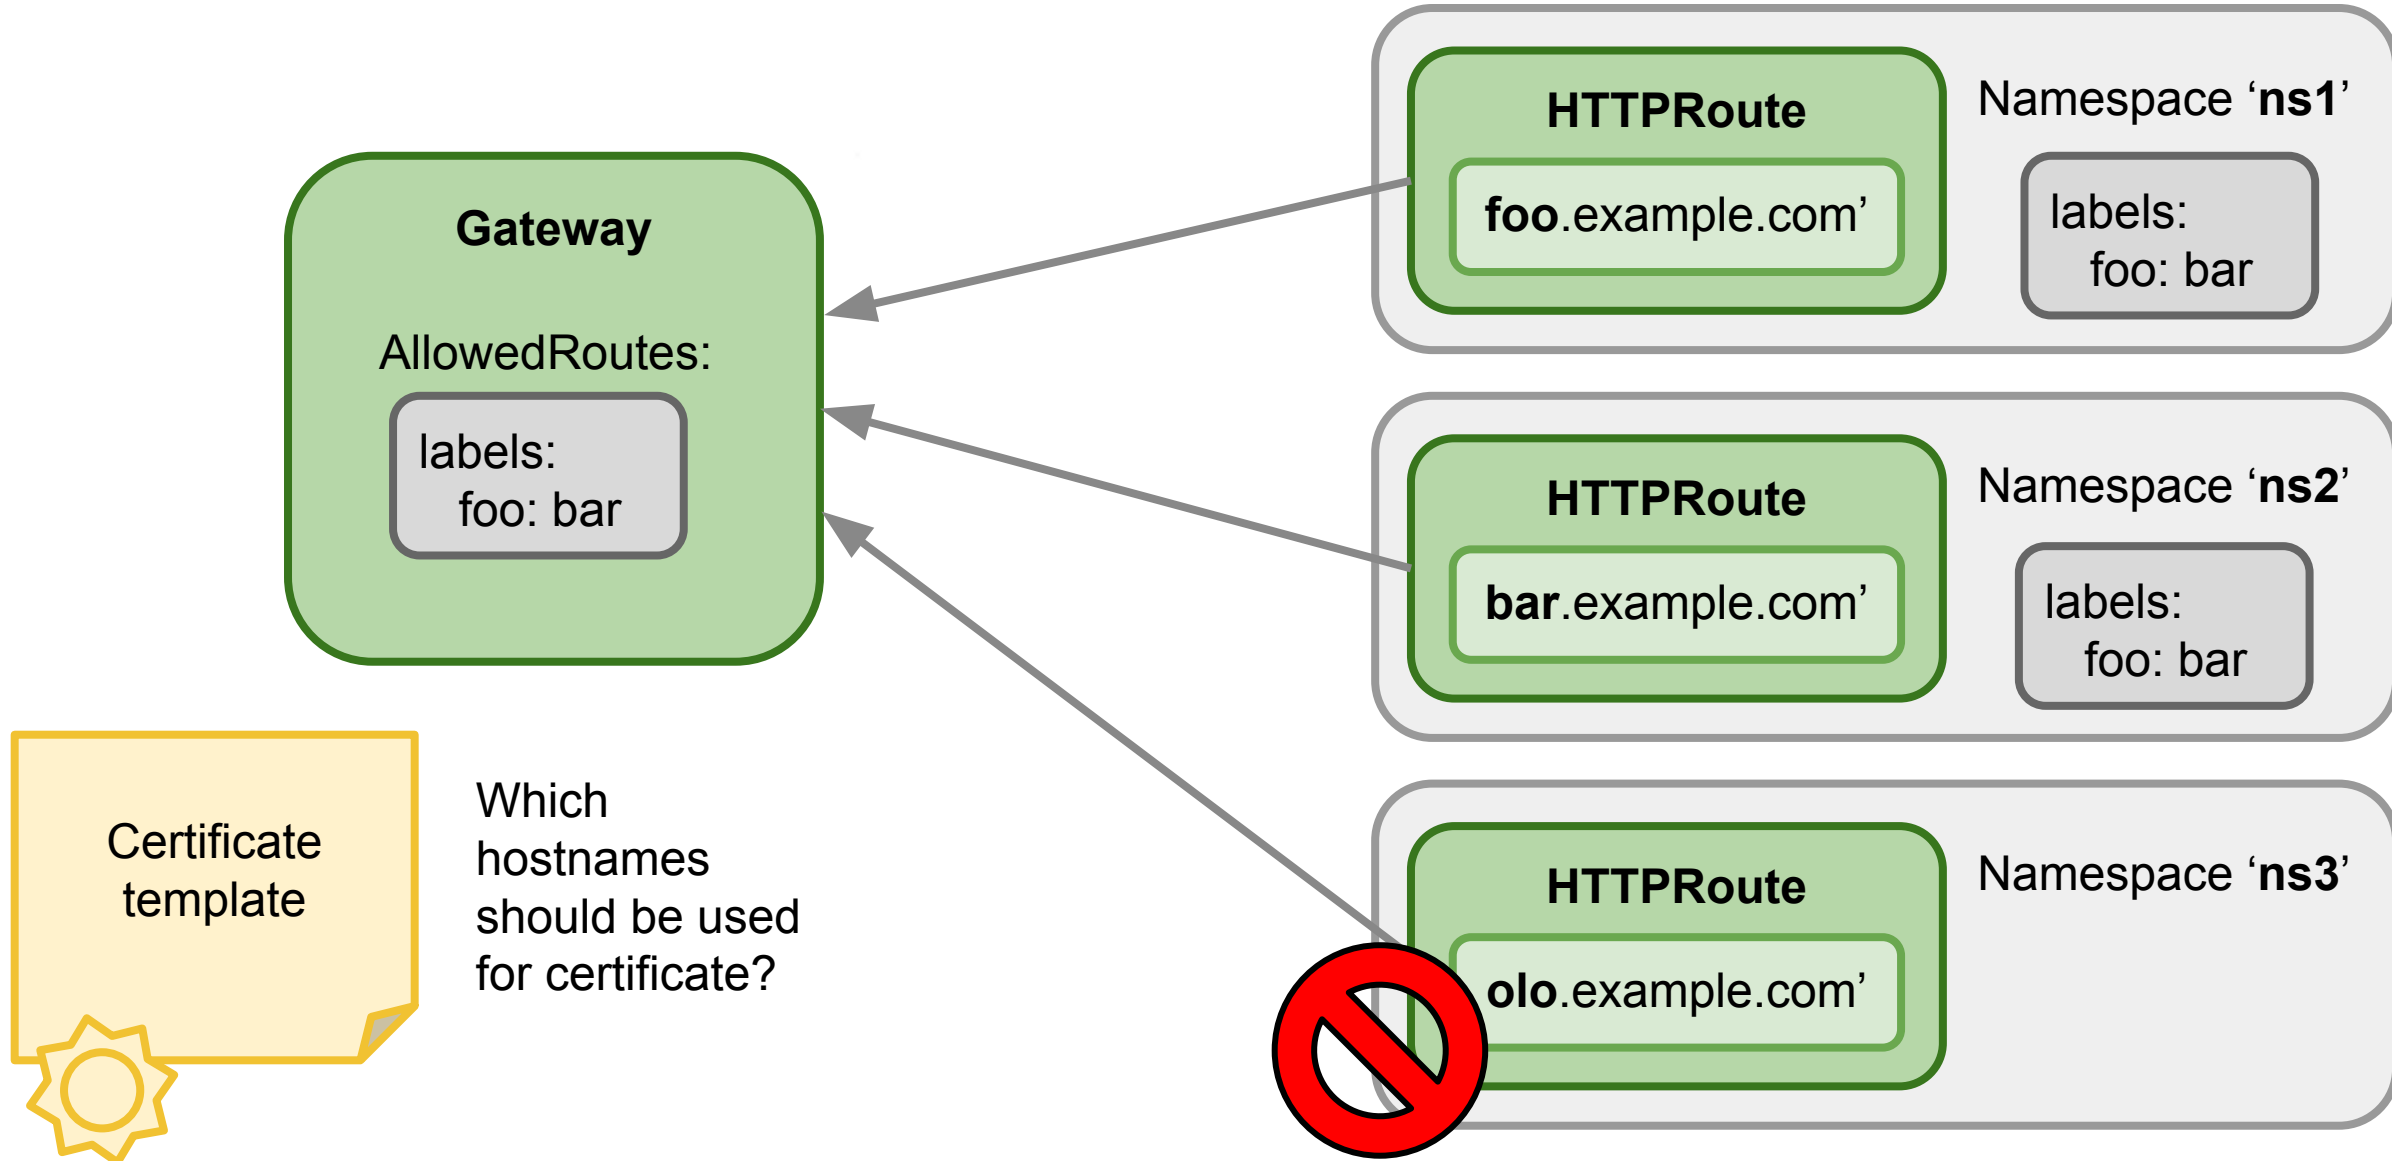 Gateway
AllowedRoutes:
labels:
foo: bar
HTTPRoute
foo.example.com’
Namespace ‘ns1’
labels:
foo: bar
HTTPRoute
bar.example.com’
Namespace ‘ns2’
labels:
foo: bar
HTTPRoute
olo.example.com’
Namespace ‘ns3’
Certificate
template
Which
hostnames
should be used
for certificate?